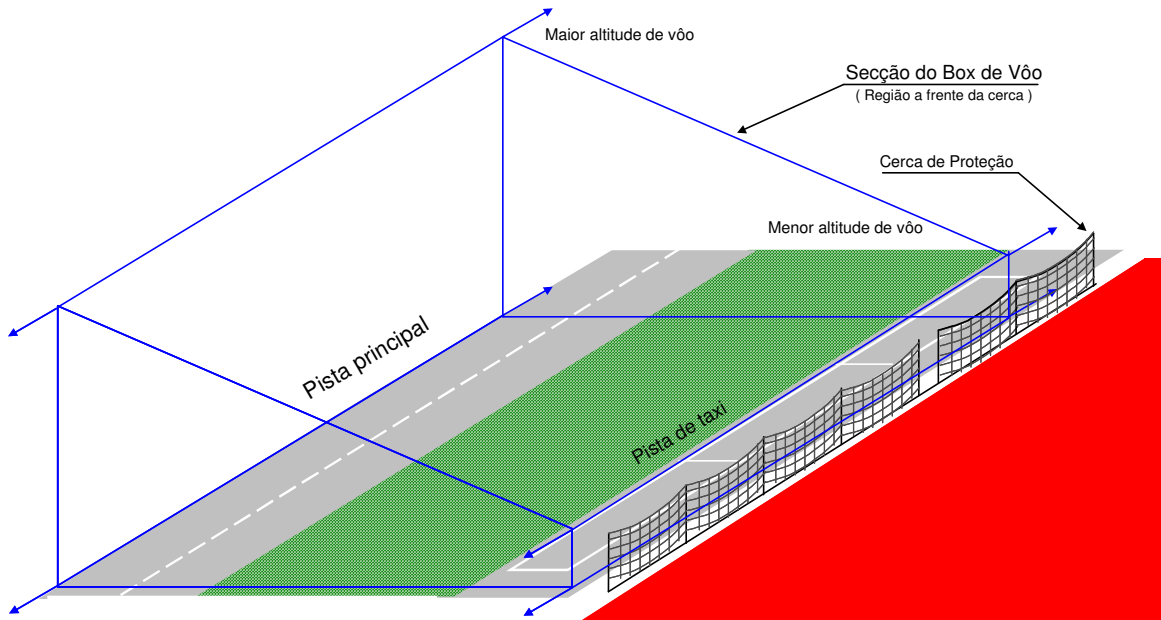 Maior altitude de vôo
Secção do Box de Vôo
( Região a frente da cerca )
Cerca de Proteção
Menor altitude de vôo
Pista principal
Pista de taxi